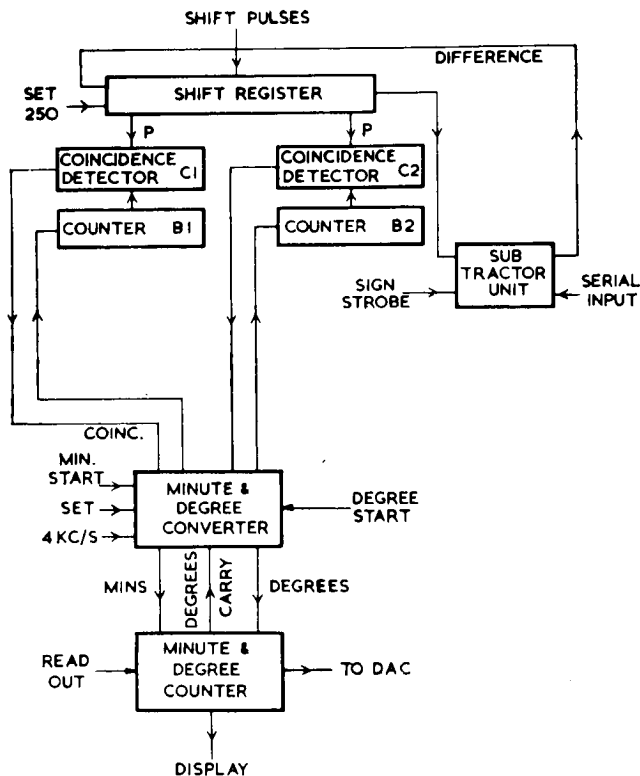 SHIFT PULSES
DIFFERENCE
SET
250
SHIFT REGISTER
P
P
COINCIDENCE
DETECTOR C1
COINCIDENCE
DETECTOR C2
COUNTER B1
COUNTER B2
SUB
TRACTOR
UNIT
SIGN
STROBE
SERIAL
INPUT
COINC.
MIN.
START
SET
4KC/S
MINUTE &
DEGREE
CONVERTER
DEGREE
START
MINS
DEGREES
CARRY
DEGREES
READ
OUT
MINUTE &
DEGREE
COUNTER
TO DAC
DISPLAY